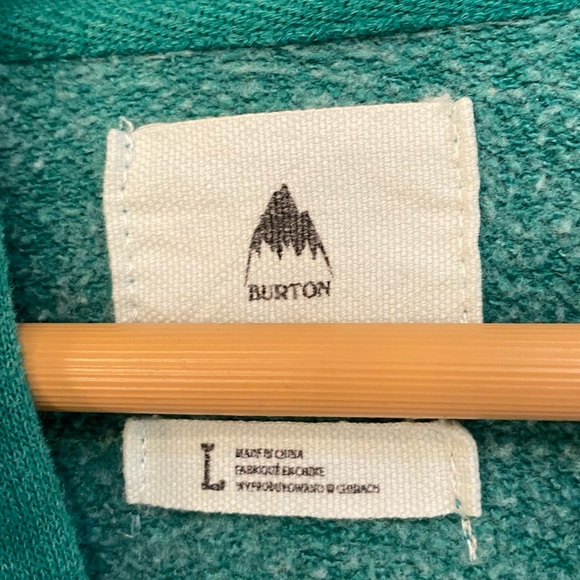 BURTON
L
MADE IN CHINA
FABRIQUÉ EN CHINE
WYPRODUKOWANO W CHINACH